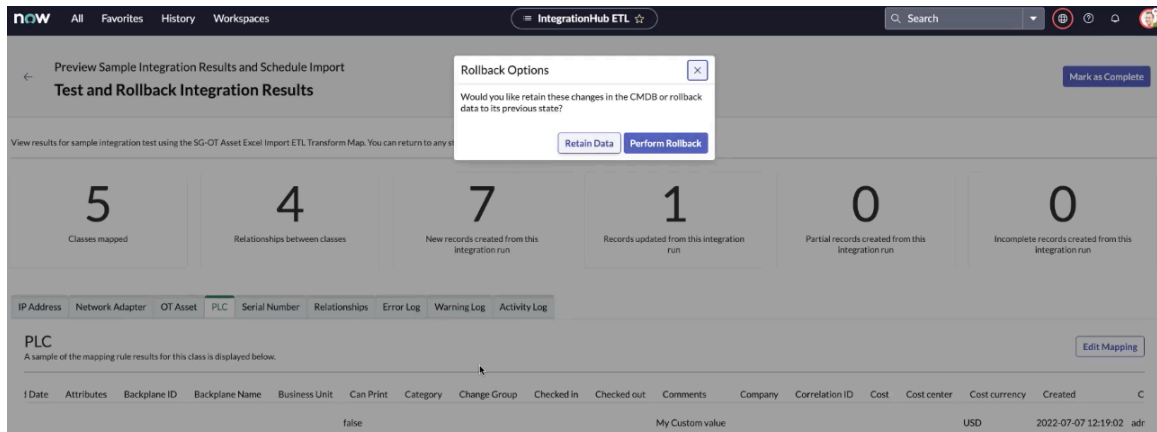 now All Favorites History Workspaces IntegrationHub ETL Search
Preview Sample Integration Results and Schedule Import
Test and Rollback Integration Results
Mark as Complete
Rollback Options
Would you like retain these changes in the CMDB or rollback
data to its previous state?
Retain Data Perform Rollback
View results for sample integration test using the SG-OT Asset Excel Import ETL Transform Map. You can return to any st
5 4 7 1 0 0
Classes mapped Relationships between classes New records created from this Records updated from this integration Partial records created from this Incomplete records created from this
integration run run integration run integration run
IP Address Network Adapter OT Asset PLC Serial Number Relationships Error Log Warning Log Activity Log
PLC
A sample of the mapping rule results for this class is displayed below.
Edit Mapping
Date Attributes Backplane ID Backplane Name Business Unit Can Print Category Change Group Checked in Checked out Comments Company Correlation ID Cost Cost center Cost currency Created C
false My Custom value USD 2022-07-07 12:19:02 adr